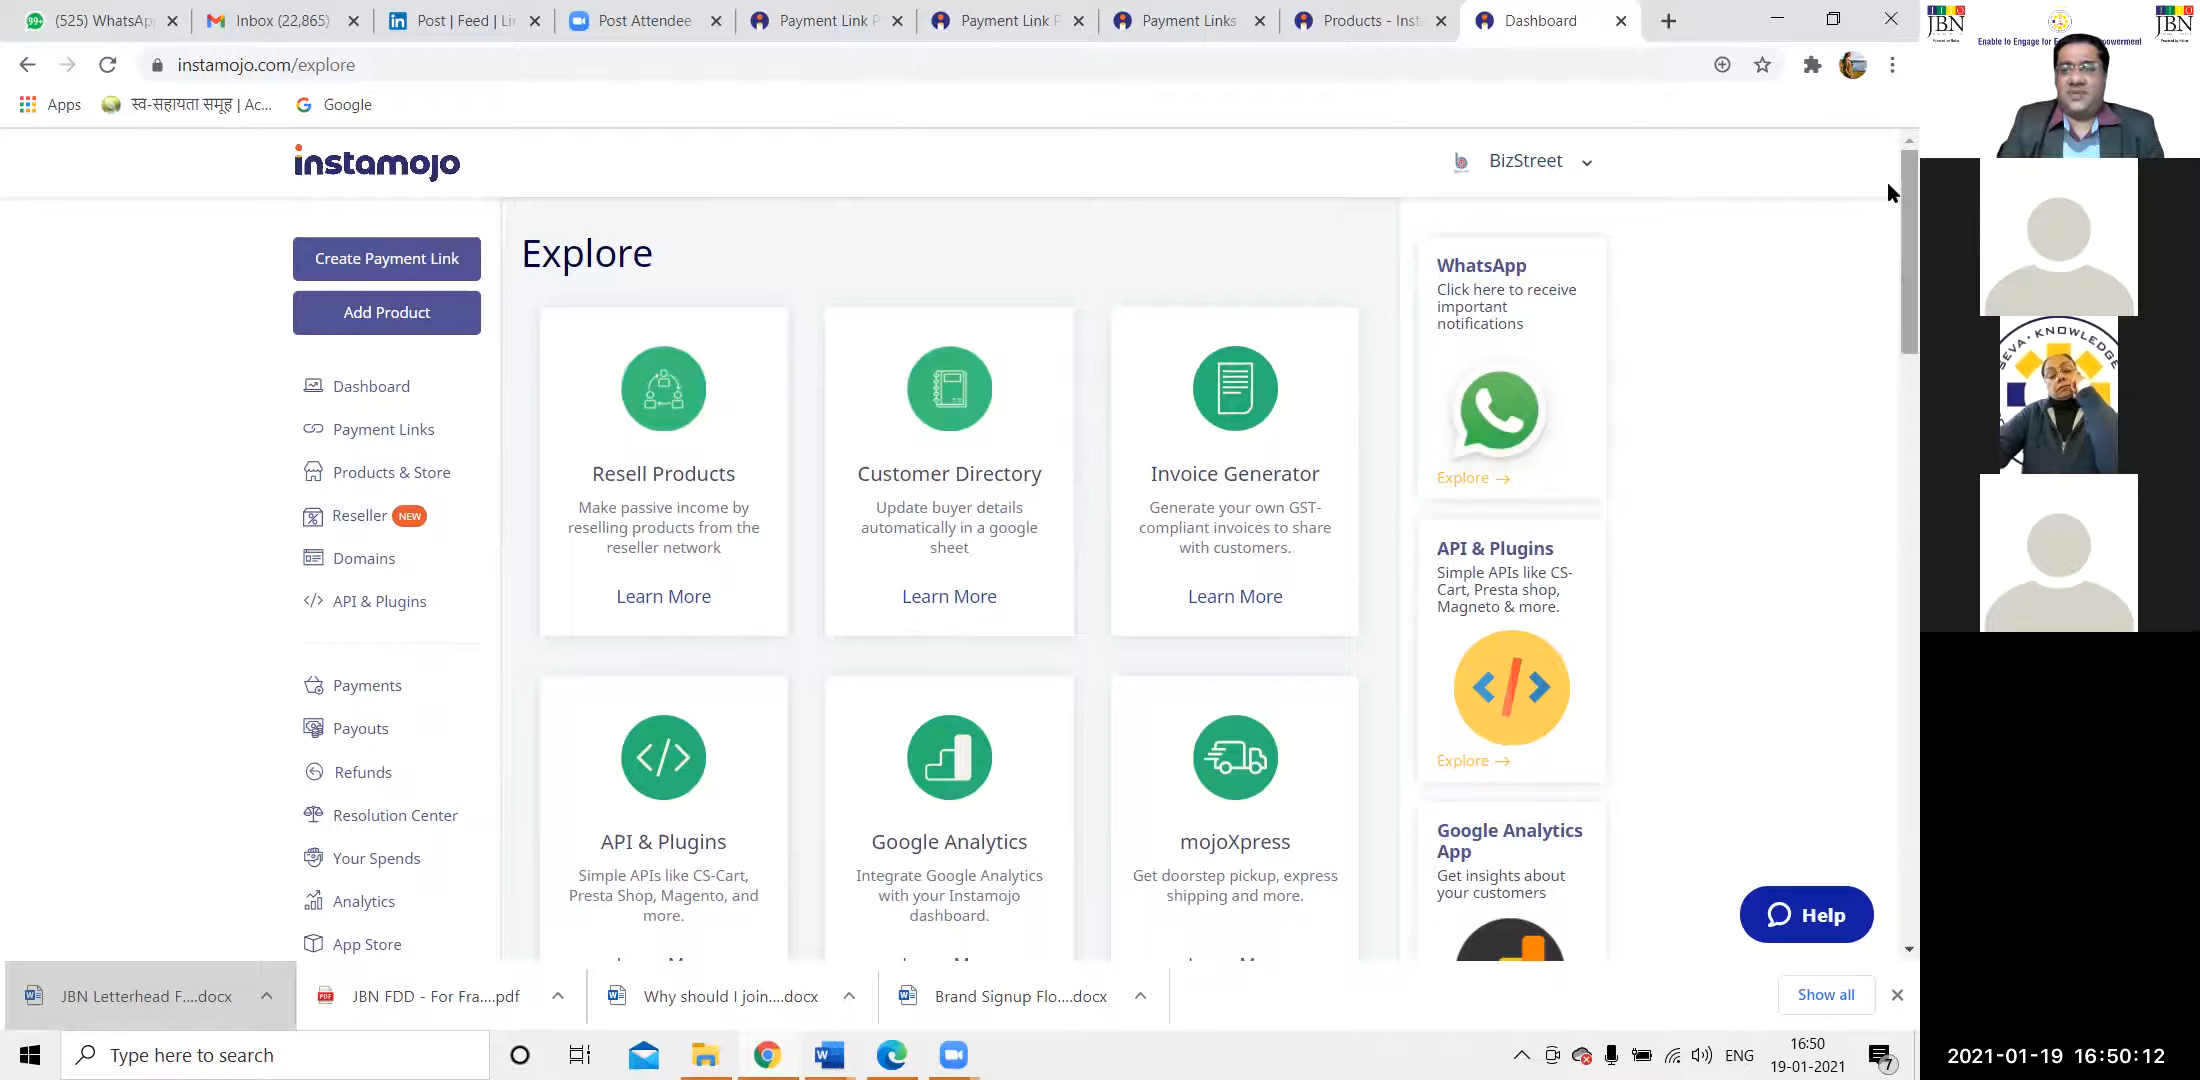 (525) WhatsApp
Inbox (22,865)
Post | Feed | Li
Post Attendee
Payment Link P
Payment Link P
Payment Links
Products - Inst
Dashboard
instamojo.com/explore
Apps
स्व-सहायता समूह | Ac...
Google
instamojo
BizStreet
Create Payment Link
Add Product
Dashboard
Payment Links
Products & Store
Reseller NEW
Domains
API & Plugins
Payments
Payouts
Refunds
Resolution Center
Your Spends
Analytics
App Store
Explore
Resell Products
Make passive income by
reselling products from the
reseller network
Learn More
Customer Directory
Update buyer details
automatically in a google
sheet
Learn More
Invoice Generator
Generate your own GST-
compliant invoices to share
with customers.
Learn More
API & Plugins
Simple APIs like CS-Cart,
Presta Shop, Magento, and
more.
Google Analytics
Integrate Google Analytics
with your Instamojo
dashboard.
mojoXpress
Get doorstep pickup, express
shipping and more.
WhatsApp
Click here to receive
important
notifications
Explore →
API & Plugins
Simple APIs like CS-
Cart, Presta shop,
Magneto & more.
Explore →
Google Analytics
App
Get insights about
your customers
Help
JBN Letterhead F....docx
JBN FDD - For Fra....pdf
Why should I join....docx
Brand Signup Flo....docx
Show all
Type here to search
ENG
16:50
19-01-2021
7
JBN
JBN
Enable to Engage for
SEVA • KNOWLEDGE
2021-01-19 16:50:12